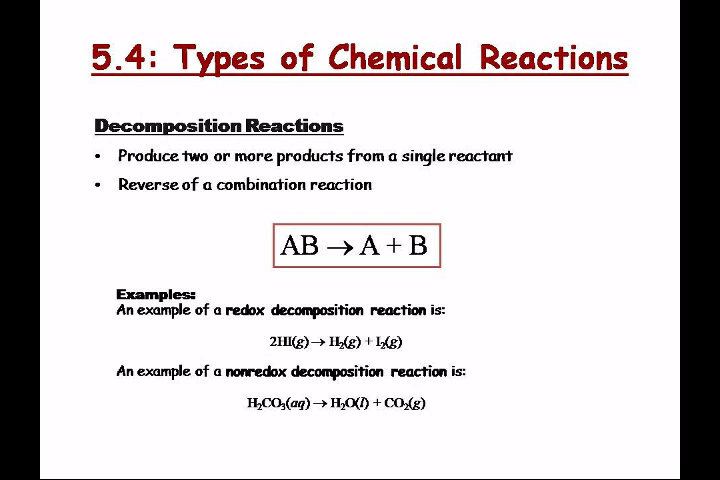 5.4: Types of Chemical Reactions
Decomposition Reactions
• Produce two or more products from a single reactant
• Reverse of a combination reaction
AB → A + B
Examples:
An example of a redox decomposition reaction is:
2HI(g) → H₂(g) + I₂(g)
An example of a nonredox decomposition reaction is:
H₂CO₃(aq) → H₂O(l) + CO₂(g)